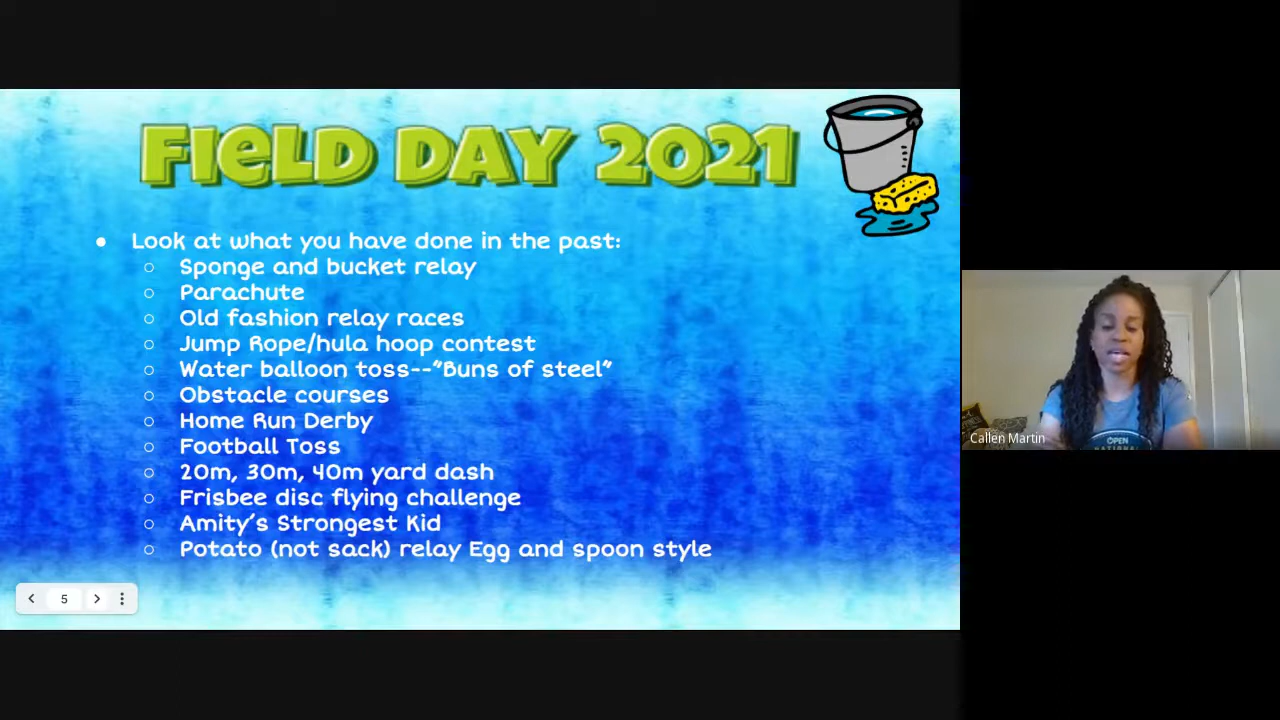 FIELD DAY 2021
● Look at what you have done in the past:
○ Sponge and bucket relay
○ Parachute
○ Old fashion relay races
○ Jump Rope/hula hoop contest
○ Water balloon toss--"Buns of steel"
○ Obstacle courses
○ Home Run Derby
○ Football Toss
○ 20m, 30m, 40m yard dash
○ Frisbee disc flying challenge
○ Amity's Strongest Kid
○ Potato (not sack) relay Egg and spoon style
5
Callen Martin
OPEN
NATIONAL